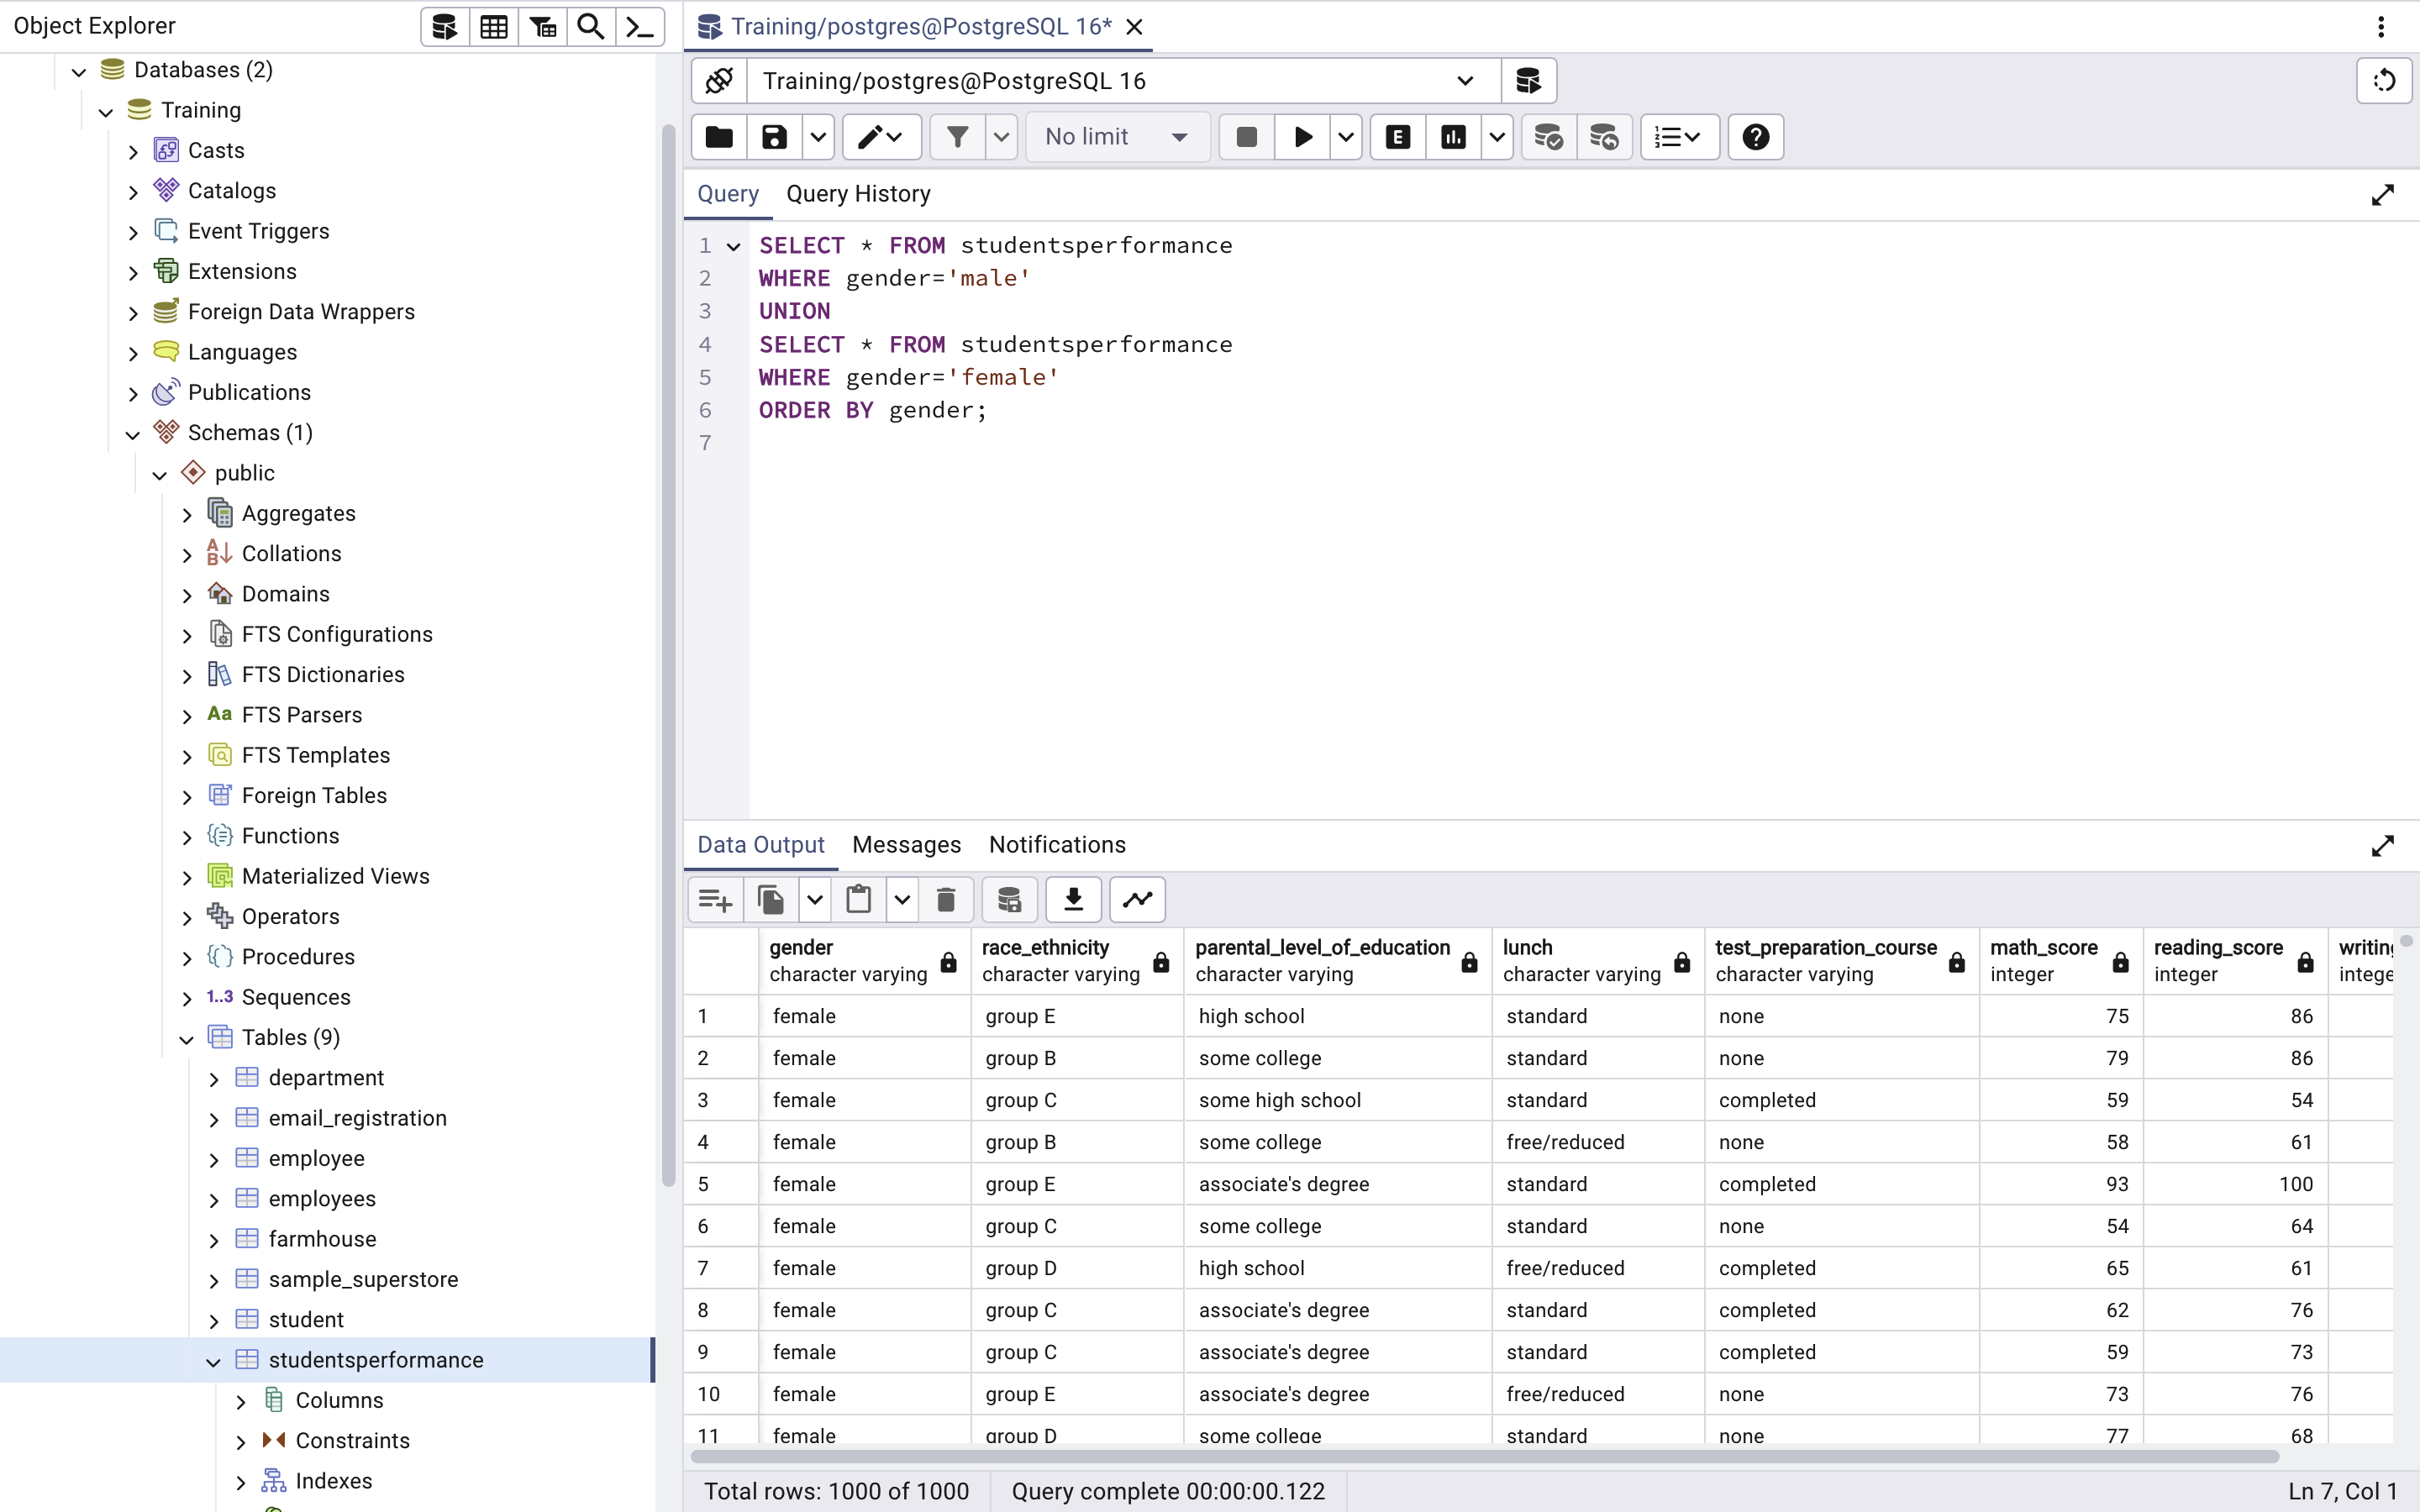 Object Explorer
Databases (2)
Training
Casts
Catalogs
Event Triggers
Extensions
Foreign Data Wrappers
Languages
Publications
Schemas (1)
public
Aggregates
Collations
Domains
FTS Configurations
FTS Dictionaries
Aa FTS Parsers
FTS Templates
Foreign Tables
Functions
Materialized Views
Operators
Procedures
1..3 Sequences
Tables (9)
department
email_registration
employee
employees
farmhouse
sample_superstore
student
studentsperformance
Columns
Constraints
Indexes
Training/postgres@PostgreSQL 16*
Training/postgres@PostgreSQL 16
No limit
E
Query Query History
1 SELECT * FROM studentsperformance
2 WHERE gender='male'
3 UNION
4 SELECT * FROM studentsperformance
5 WHERE gender='female'
6 ORDER BY gender;
7
Data Output Messages Notifications
gender race_ethnicity parental_level_of_education lunch test_preparation_course math_score reading_score writing
character varying character varying character varying character varying character varying integer integer intege
1 female group E high school standard none 75 86
2 female group B some college standard none 79 86
3 female group C some high school standard completed 59 54
4 female group B some college free/reduced none 58 61
5 female group E associate's degree standard completed 93 100
6 female group C some college standard none 54 64
7 female group D high school free/reduced completed 65 61
8 female group C associate's degree standard completed 62 76
9 female group C associate's degree standard completed 59 73
10 female group E associate's degree free/reduced none 73 76
11 female group D some college standard none 77 68
Total rows: 1000 of 1000 Query complete 00:00:00.122 Ln 7, Col 1